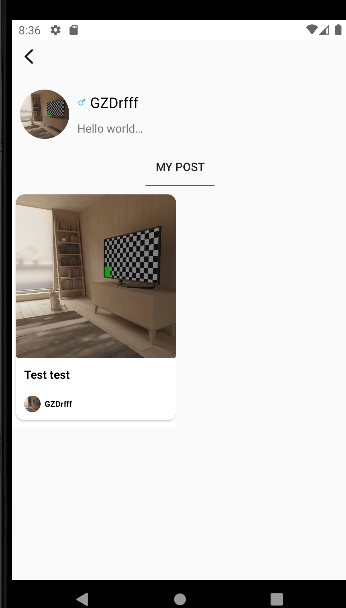 8:36
GZDrfff
Hello world...
MY POST
Test test
GZDrfff